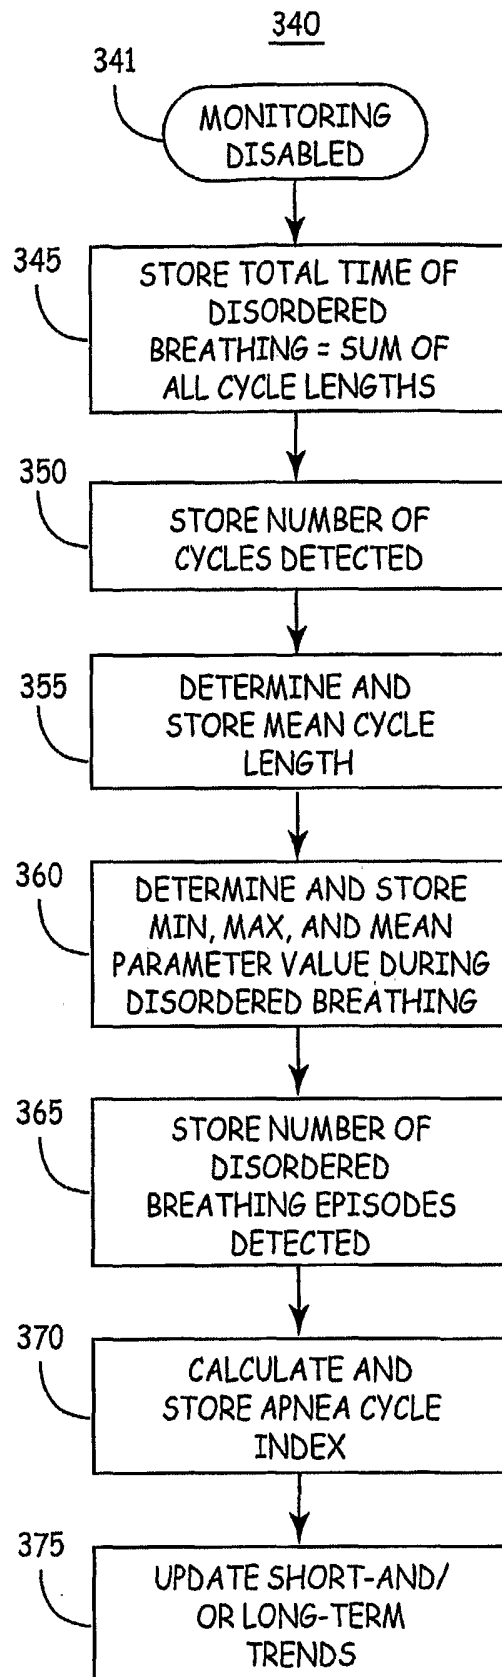 340
341
MONITORING
DISABLED
345
STORE TOTAL TIME OF
DISORDERED
BREATHING = SUM OF
ALL CYCLE LENGTHS
350
STORE NUMBER OF
CYCLES DETECTED
355
DETERMINE AND
STORE MEAN CYCLE
LENGTH
360
DETERMINE AND STORE
MIN, MAX, AND MEAN
PARAMETER VALUE DURING
DISORDERED BREATHING
365
STORE NUMBER OF
DISORDERED
BREATHING EPISODES
DETECTED
370
CALCULATE AND
STORE APNEA CYCLE
INDEX
375
UPDATE SHORT-AND/
OR LONG-TERM
TRENDS